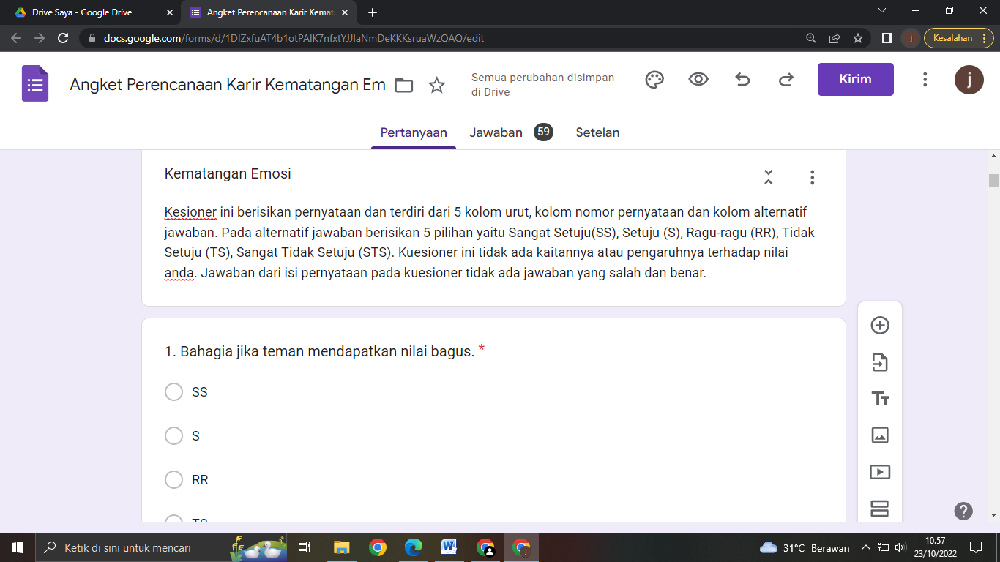 Drive Saya - Google Drive
Angket Perencanaan Karir Kemat
docs.google.com/forms/d/1DIZxfuAT4b1otPAIK7nfxtYJJIaNmDeKKKsruaWzQAQ/edit
j
Kesalahan
Angket Perencanaan Karir Kematangan Em
Semua perubahan disimpan
di Drive
Kirim
j
Pertanyaan
Jawaban 59
Setelan
Kematangan Emosi
Kesioner ini berisikan pernyataan dan terdiri dari 5 kolom urut, kolom nomor pernyataan dan kolom alternatif
jawaban. Pada alternatif jawaban berisikan 5 pilihan yaitu Sangat Setuju(SS), Setuju (S), Ragu-ragu (RR), Tidak
Setuju (TS), Sangat Tidak Setuju (STS). Kuesioner ini tidak ada kaitannya atau pengaruhnya terhadap nilai
anda. Jawaban dari isi pernyataan pada kuesioner tidak ada jawaban yang salah dan benar.
1. Bahagia jika teman mendapatkan nilai bagus. *
SS
S
RR
TS
Ketik di sini untuk mencari
31°C Berawan
10.57
23/10/2022